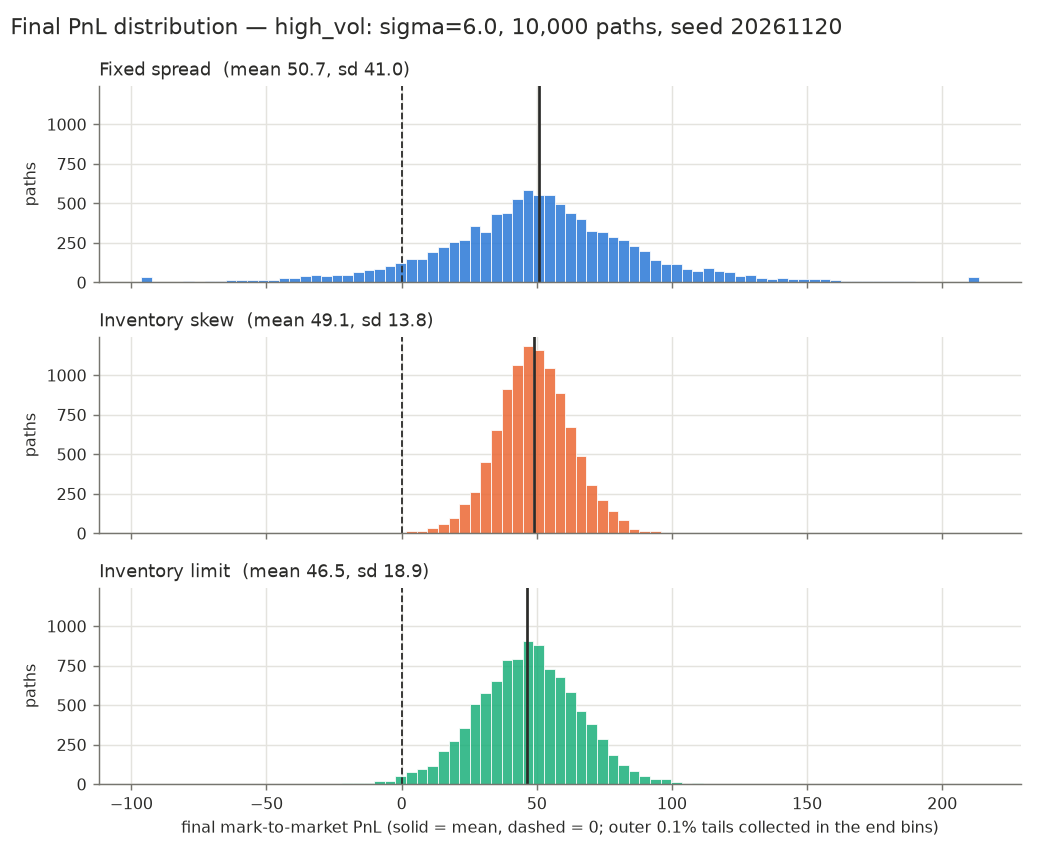 Final PnL distribution — high_vol: sigma=6.0, 10,000 paths, seed 20261120
Fixed spread (mean 50.7, sd 41.0)
1000
750
500
250
0
paths
Inventory skew (mean 49.1, sd 13.8)
1000
750
500
250
0
paths
Inventory limit (mean 46.5, sd 18.9)
1000
750
500
250
0
paths
−100 −50 0 50 100 150 200
final mark-to-market PnL (solid = mean, dashed = 0; outer 0.1% tails collected in the end bins)